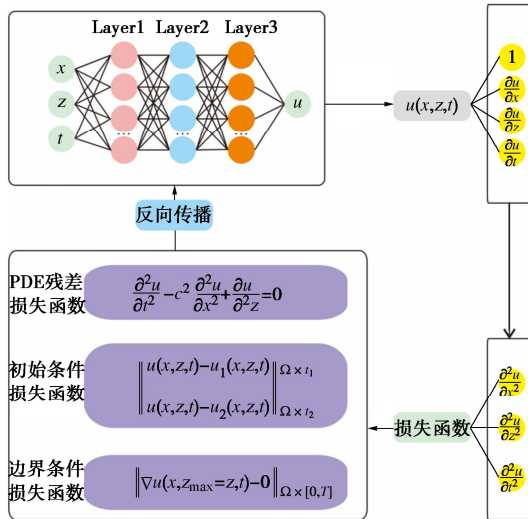 Layer1 Layer2 Layer3
x
z
t
...
...
...
u
u(x,z,t)
1
∂u/∂x
∂u/∂z
∂u/∂t
反向传播
PDE残差
损失函数
∂²u/∂t² −c² ∂²u/∂x² + ∂u/∂²z =0
初始条件
损失函数
‖u(x,z,t)−u₁(x,z,t)‖Ω×t₁
‖u(x,z,t)−u₂(x,z,t)‖Ω×t₂
边界条件
损失函数
‖∇u(x,zmax=z,t)−0‖Ω×[0,T]
损失函数
∂²u/∂x²
∂²u/∂z²
∂²u/∂t²